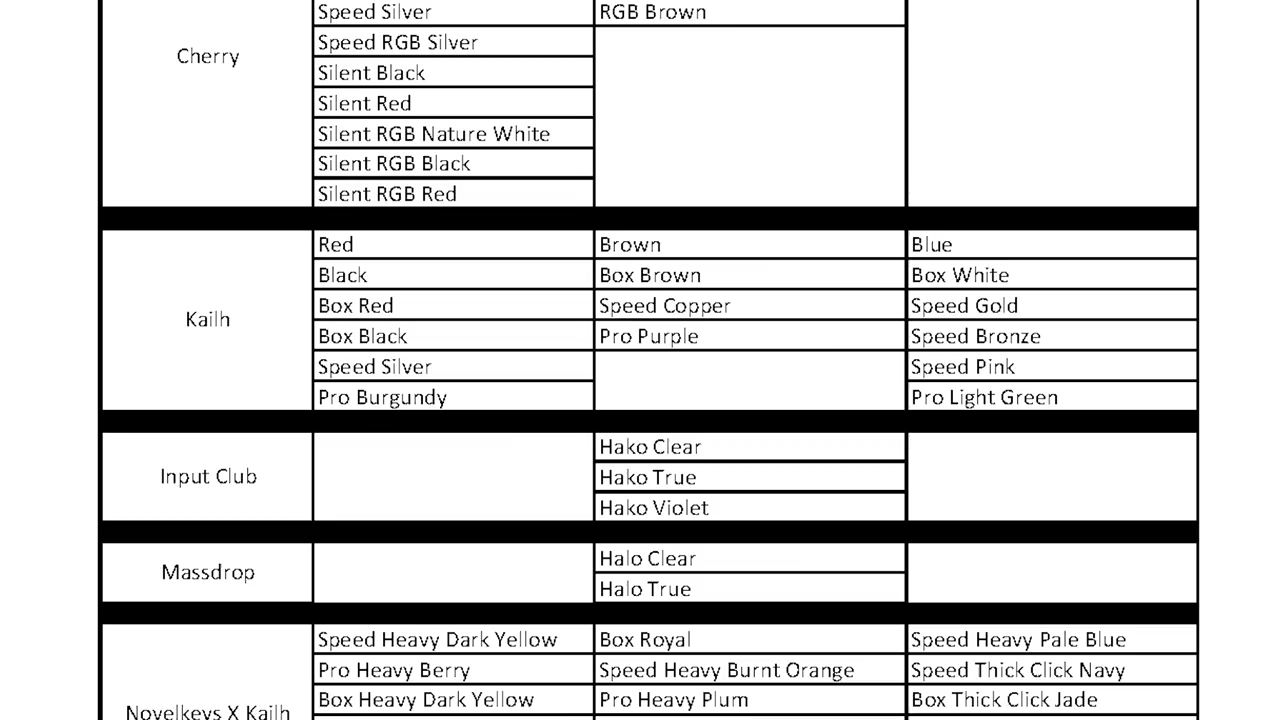 Speed Silver RGB Brown
Cherry
Speed RGB Silver
Silent Black
Silent Red
Silent RGB Nature White
Silent RGB Black
Silent RGB Red
Kailh
Red Brown Blue
Black Box Brown Box White
Box Red Speed Copper Speed Gold
Box Black Pro Purple Speed Bronze
Speed Silver Speed Pink
Pro Burgundy Pro Light Green
Input Club
Hako Clear
Hako True
Hako Violet
Massdrop
Halo Clear
Halo True
Novelkeys X Kailh
Speed Heavy Dark Yellow Box Royal Speed Heavy Pale Blue
Pro Heavy Berry Speed Heavy Burnt Orange Speed Thick Click Navy
Box Heavy Dark Yellow Pro Heavy Plum Box Thick Click Jade